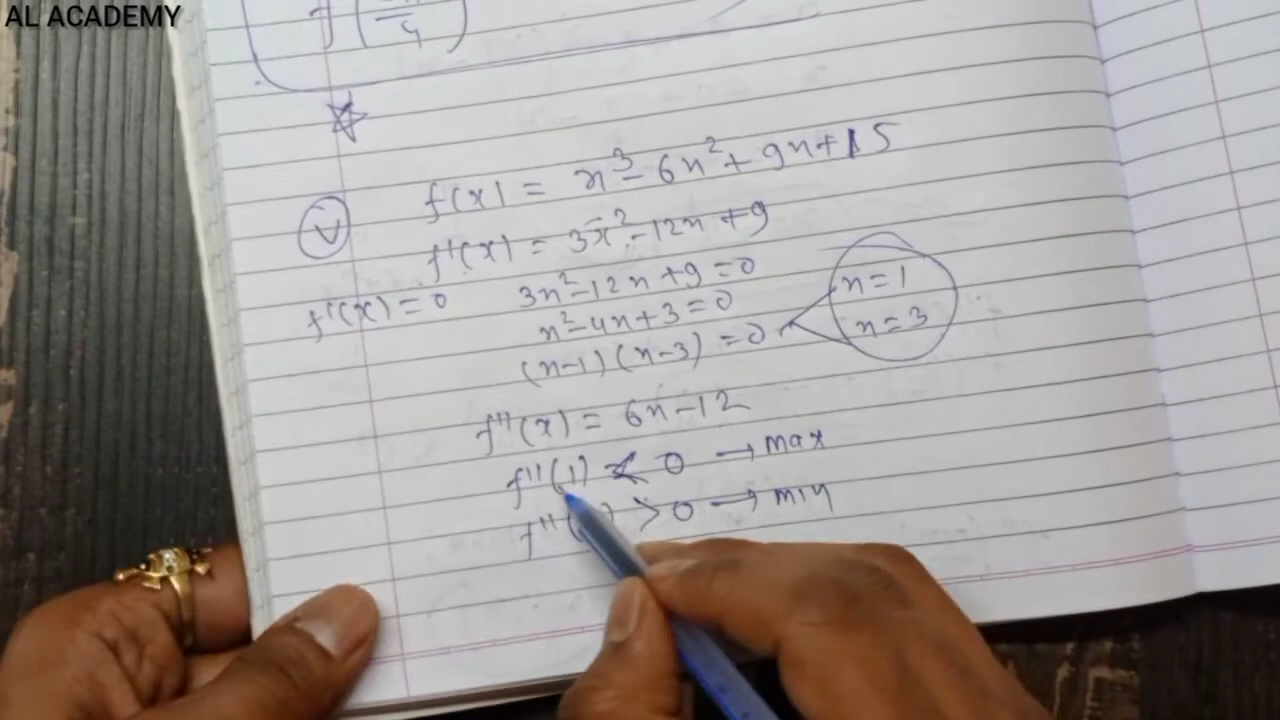 AL ACADEMY
f(
/4)
(v) f(x) = x³ - 6x² + 9x + 15
f'(x) = 3x² - 12x + 9
f'(x) = 0 3x² - 12x + 9 = 0
x² - 4x + 3 = 0
(x-1)(x-3) = 0
x = 1
x = 3
f''(x) = 6x - 12
f''(1) < 0 → max
f''( ) > 0 → min